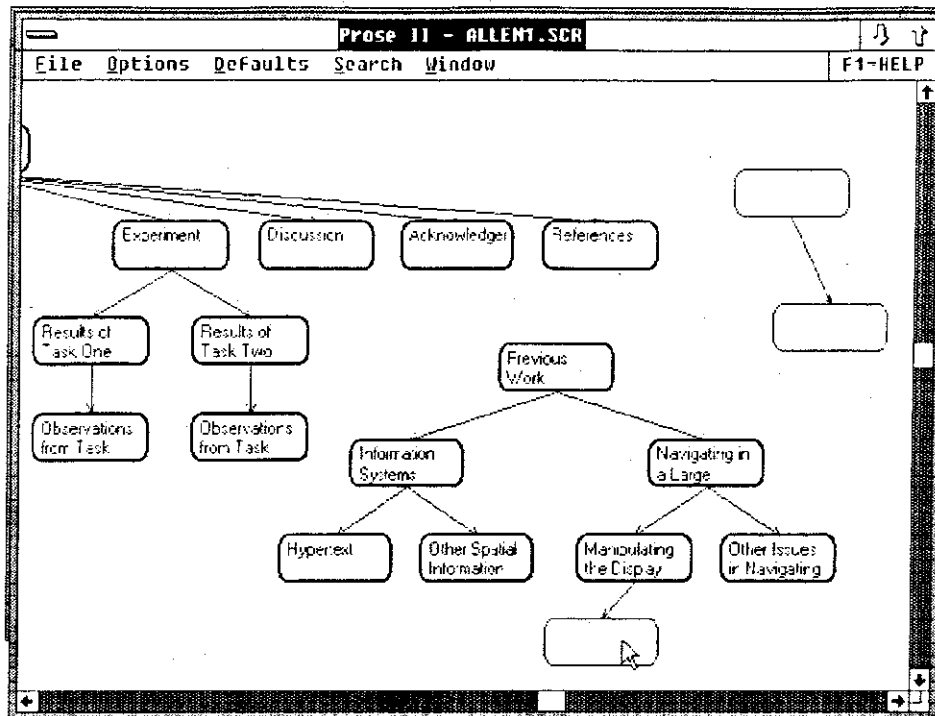 Prose II - ALLEN1.SCR
File Options Defaults Search Window F1=HELP
Experiment
Discussion
Acknowledger
References
Results of
Task One
Results of
Task Two
Previous
Work
Observations
from Task
Observations
from Task
Information
Systems
Navigating in
a Large
Hypertext
Other Spatial
Information
Manipulating
the Display
Other Issues
in Navigating